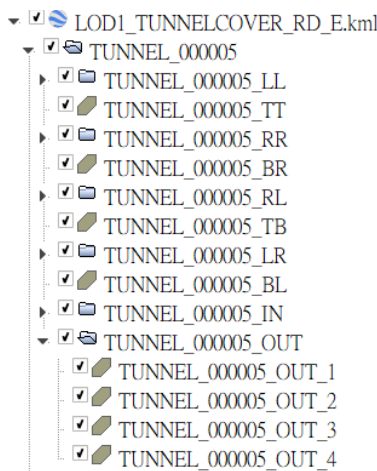 LOD1_TUNNELCOVER_RD_E.kml
TUNNEL_000005
TUNNEL_000005_LL
TUNNEL_000005_TT
TUNNEL_000005_RR
TUNNEL_000005_BR
TUNNEL_000005_RL
TUNNEL_000005_TB
TUNNEL_000005_LR
TUNNEL_000005_BL
TUNNEL_000005_IN
TUNNEL_000005_OUT
TUNNEL_000005_OUT_1
TUNNEL_000005_OUT_2
TUNNEL_000005_OUT_3
TUNNEL_000005_OUT_4